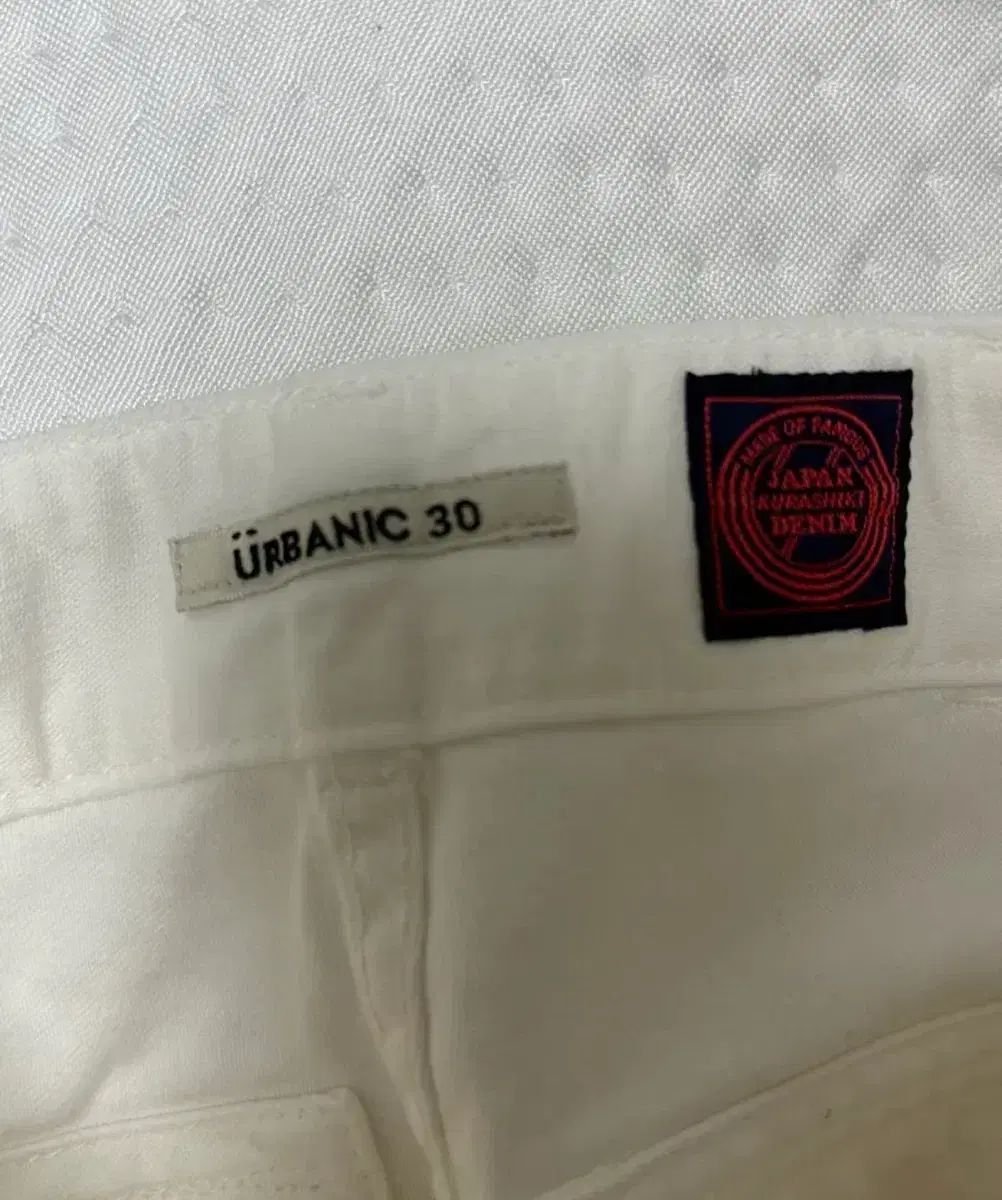 ÜRBANIC 30
MADE OF FAMOUS
JAPAN
KURASHIKI
DENIM